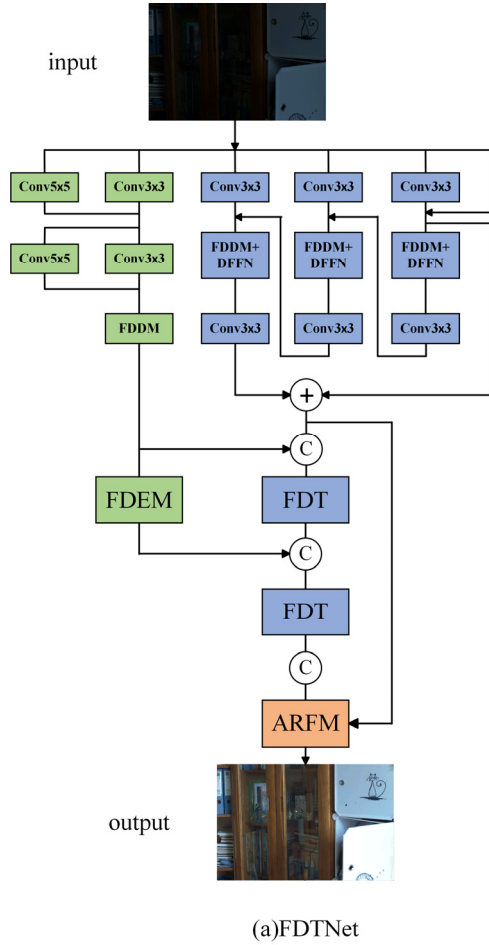 input
Conv5x5 Conv3x3 Conv3x3 Conv3x3 Conv3x3
Conv5x5 Conv3x3 FDDM+ FDDM+ FDDM+
DFFN DFFN DFFN
FDDM Conv3x3 Conv3x3 Conv3x3
+
C
FDEM FDT
C
FDT
C
ARFM
output
(a)FDTNet